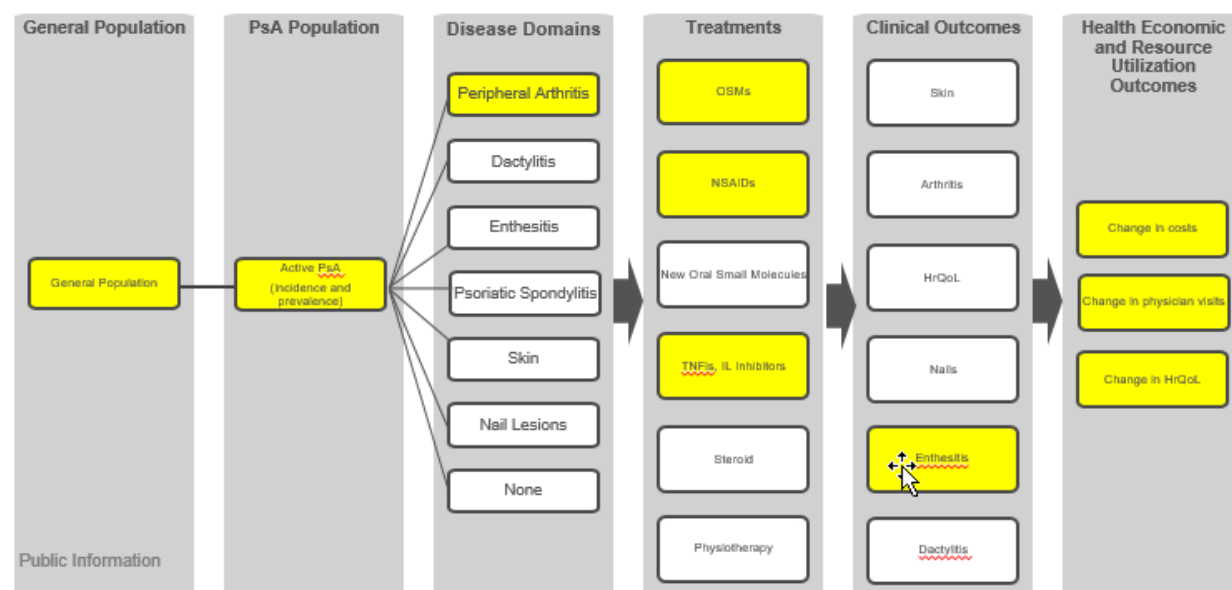 General Population
PsA Population
Disease Domains
Treatments
Clinical Outcomes
Health Economic
and Resource
Utilization
Outcomes
General Population
Active PsA
(incidence and
prevalence)
Peripheral Arthritis
Dactylitis
Enthesitis
Psoriatic Spondylitis
Skin
Nail Lesions
None
OSMs
NSAIDs
New Oral Small Molecules
TNFis, IL Inhibitors
Steroid
Physiotherapy
Skin
Arthritis
HrQoL
Nails
Enthesitis
Dactylitis
Change in costs
Change in physician visits
Change in HrQoL
Public Information